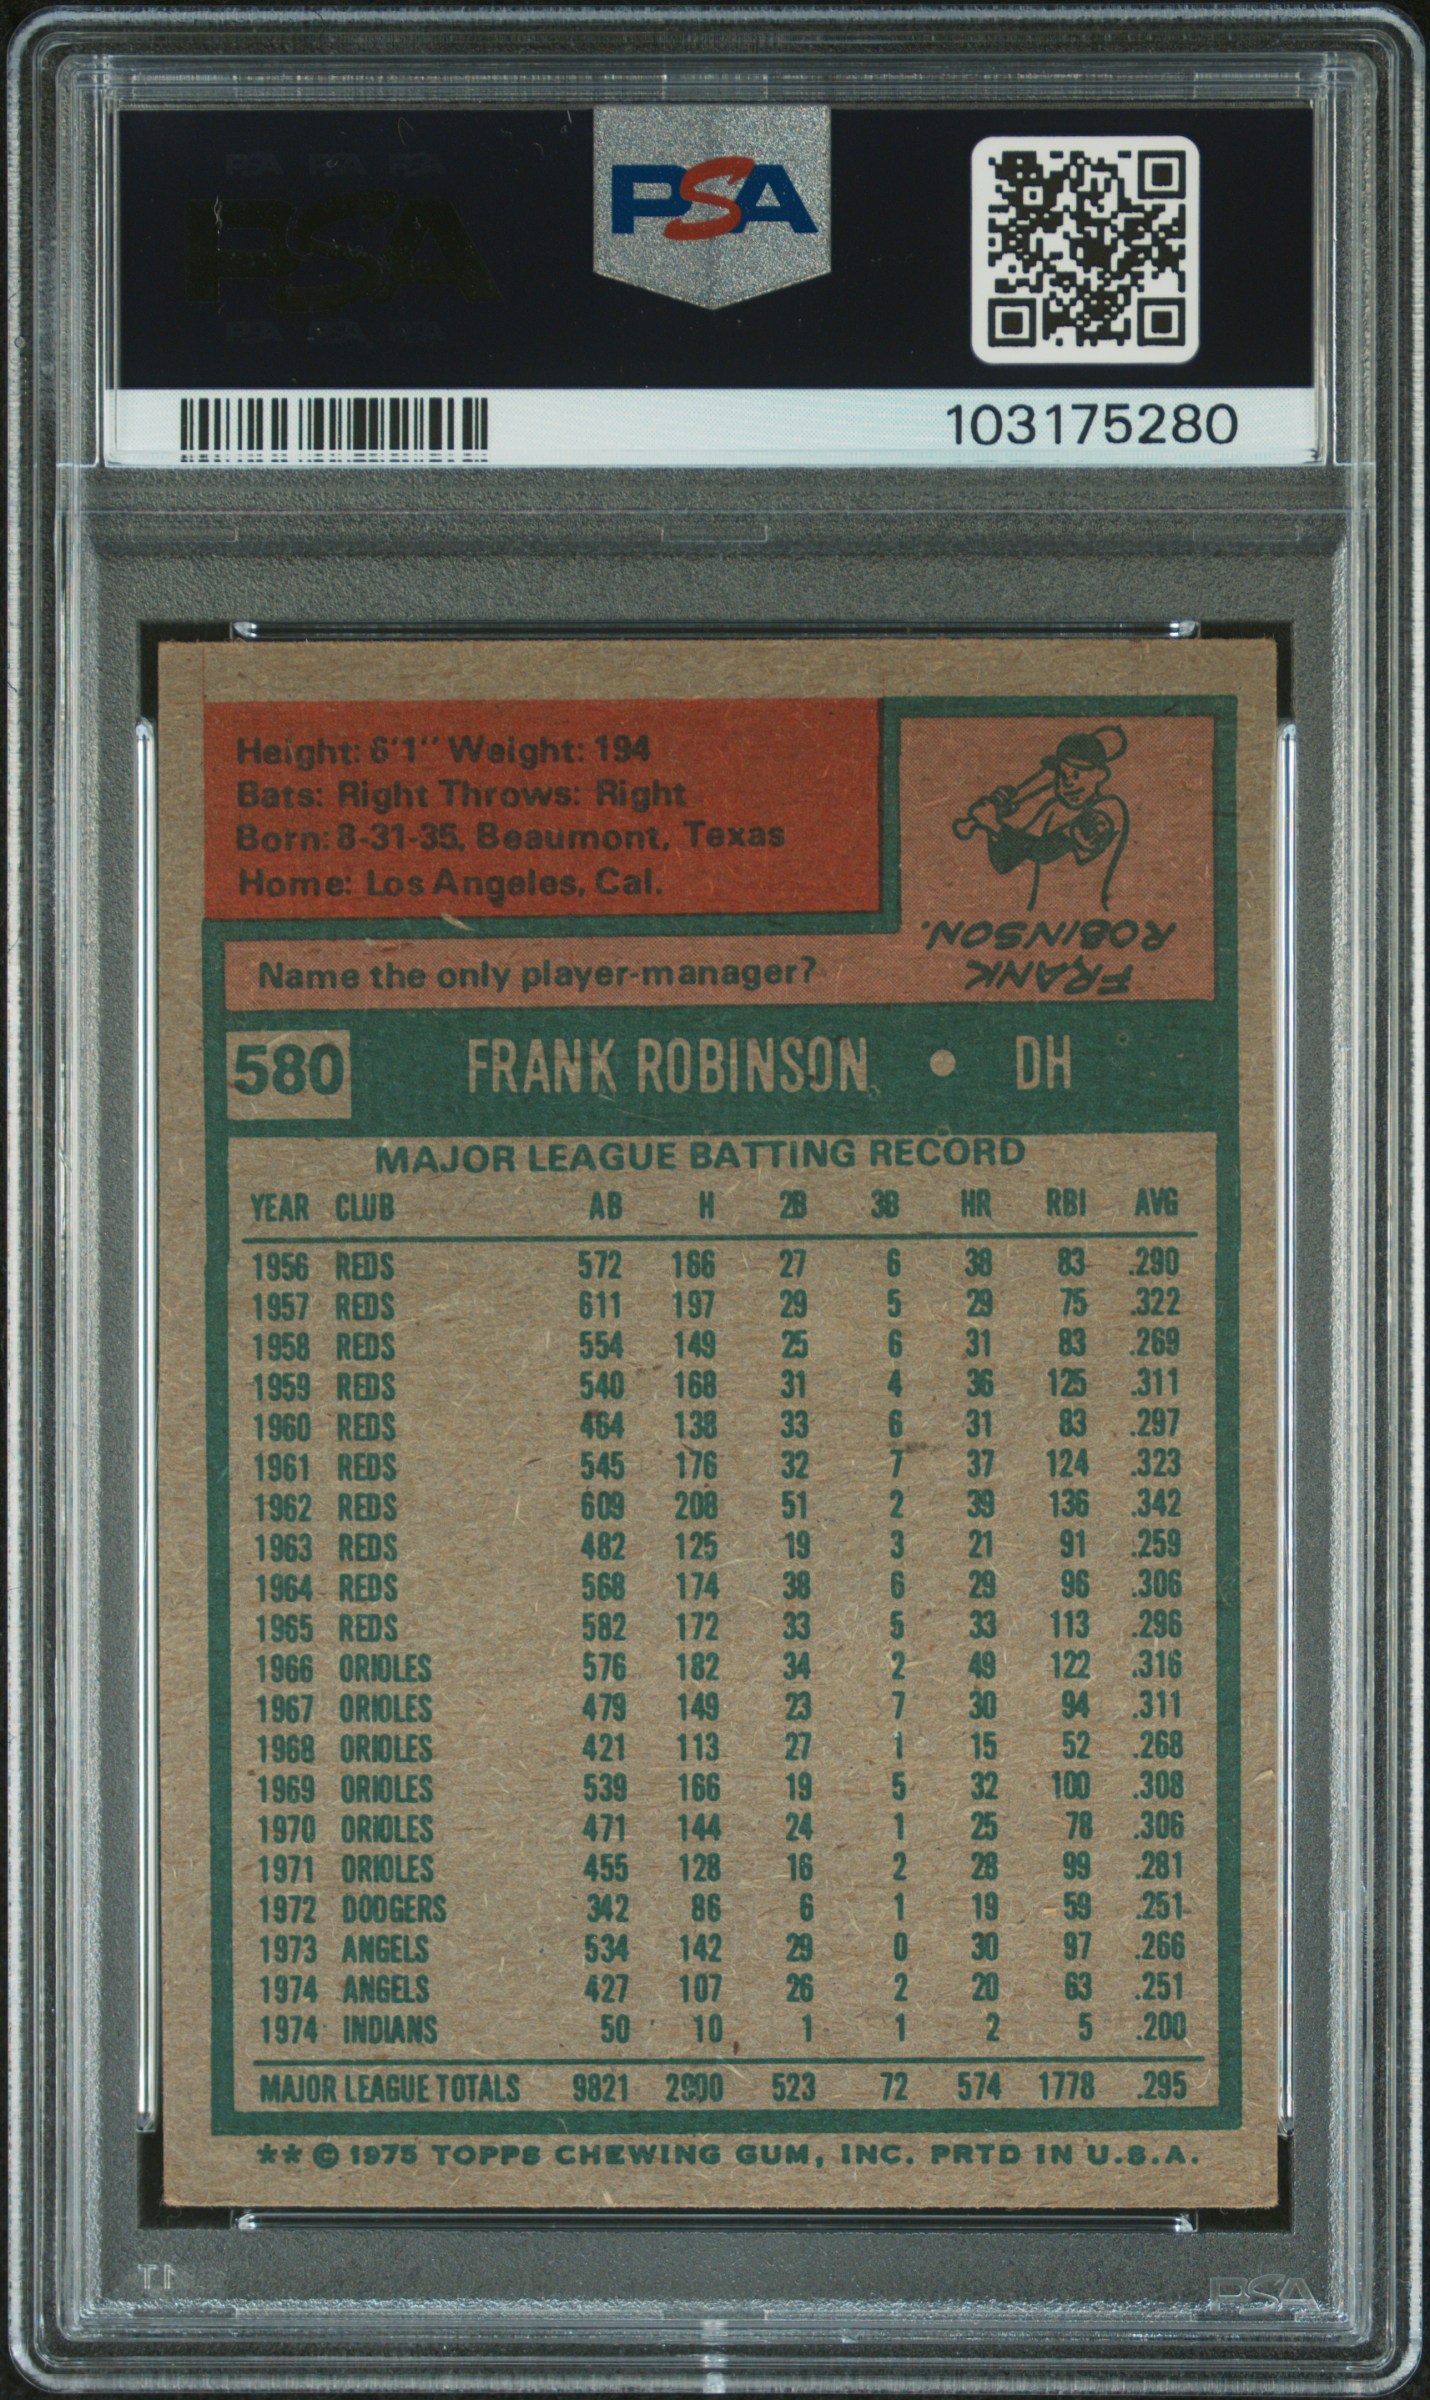 PSA
103175280
Height: 6'1" Weight: 194
Bats: Right Throws: Right
Born: 8-31-35, Beaumont, Texas
Home: Los Angeles, Cal.
Name the only player-manager?
FRANK
ROBINSON.
580 FRANK ROBINSON • DH
MAJOR LEAGUE BATTING RECORD
YEAR CLUB AB H 2B 3B HR RBI AVG
1956 REDS 572 166 27 6 38 83 .290
1957 REDS 611 197 29 5 29 75 .322
1958 REDS 554 149 25 6 31 83 .269
1959 REDS 540 168 31 4 36 125 .311
1960 REDS 464 138 33 6 31 83 .297
1961 REDS 545 176 32 7 37 124 .323
1962 REDS 609 208 51 2 39 136 .342
1963 REDS 482 125 19 3 21 91 .259
1964 REDS 568 174 38 6 29 96 .306
1965 REDS 582 172 33 5 33 113 .296
1966 ORIOLES 576 182 34 2 49 122 .316
1967 ORIOLES 479 149 23 7 30 94 .311
1968 ORIOLES 421 113 27 1 15 52 .268
1969 ORIOLES 539 166 19 5 32 100 .308
1970 ORIOLES 471 144 24 1 25 78 .306
1971 ORIOLES 455 128 16 2 28 99 .281
1972 DODGERS 342 86 6 1 19 59 .251
1973 ANGELS 534 142 29 0 30 97 .266
1974 ANGELS 427 107 26 2 20 63 .251
1974 INDIANS 50 10 1 1 2 5 .200
MAJOR LEAGUE TOTALS 9821 2900 523 72 574 1778 .295
** © 1975 TOPPS CHEWING GUM, INC. PRTD IN U.S.A.
PSA